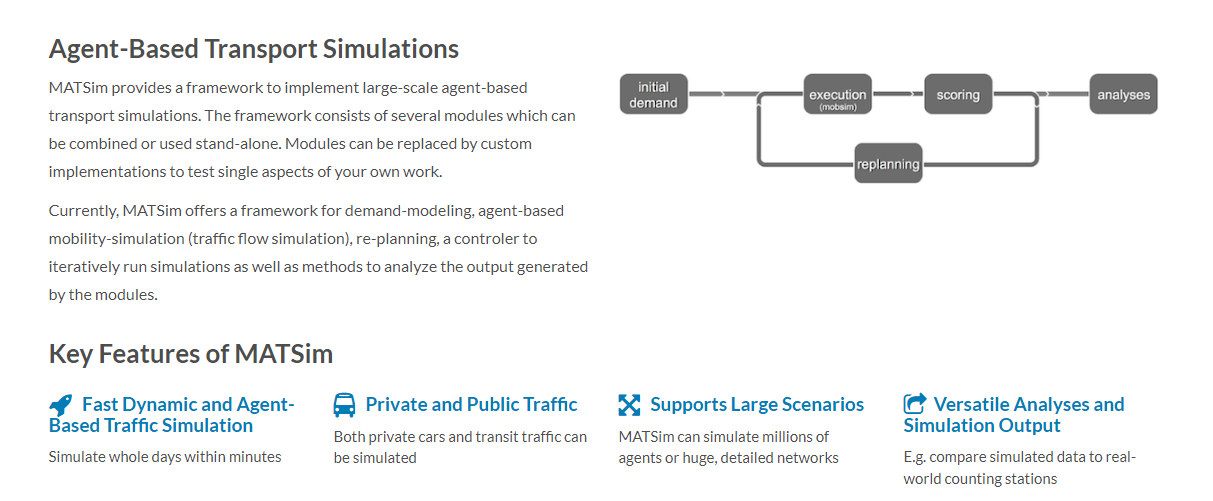 Agent-Based Transport Simulations
MATSim provides a framework to implement large-scale agent-based
transport simulations. The framework consists of several modules which can
be combined or used stand-alone. Modules can be replaced by custom
implementations to test single aspects of your own work.
Currently, MATSim offers a framework for demand-modeling, agent-based
mobility-simulation (traffic flow simulation), re-planning, a controler to
iteratively run simulations as well as methods to analyze the output generated
by the modules.
initial
demand
execution
(mobsim)
scoring
analyses
replanning
Key Features of MATSim
Fast Dynamic and Agent-
Based Traffic Simulation
Simulate whole days within minutes
Private and Public Traffic
Both private cars and transit traffic can
be simulated
Supports Large Scenarios
MATSim can simulate millions of
agents or huge, detailed networks
Versatile Analyses and
Simulation Output
E.g. compare simulated data to real-
world counting stations